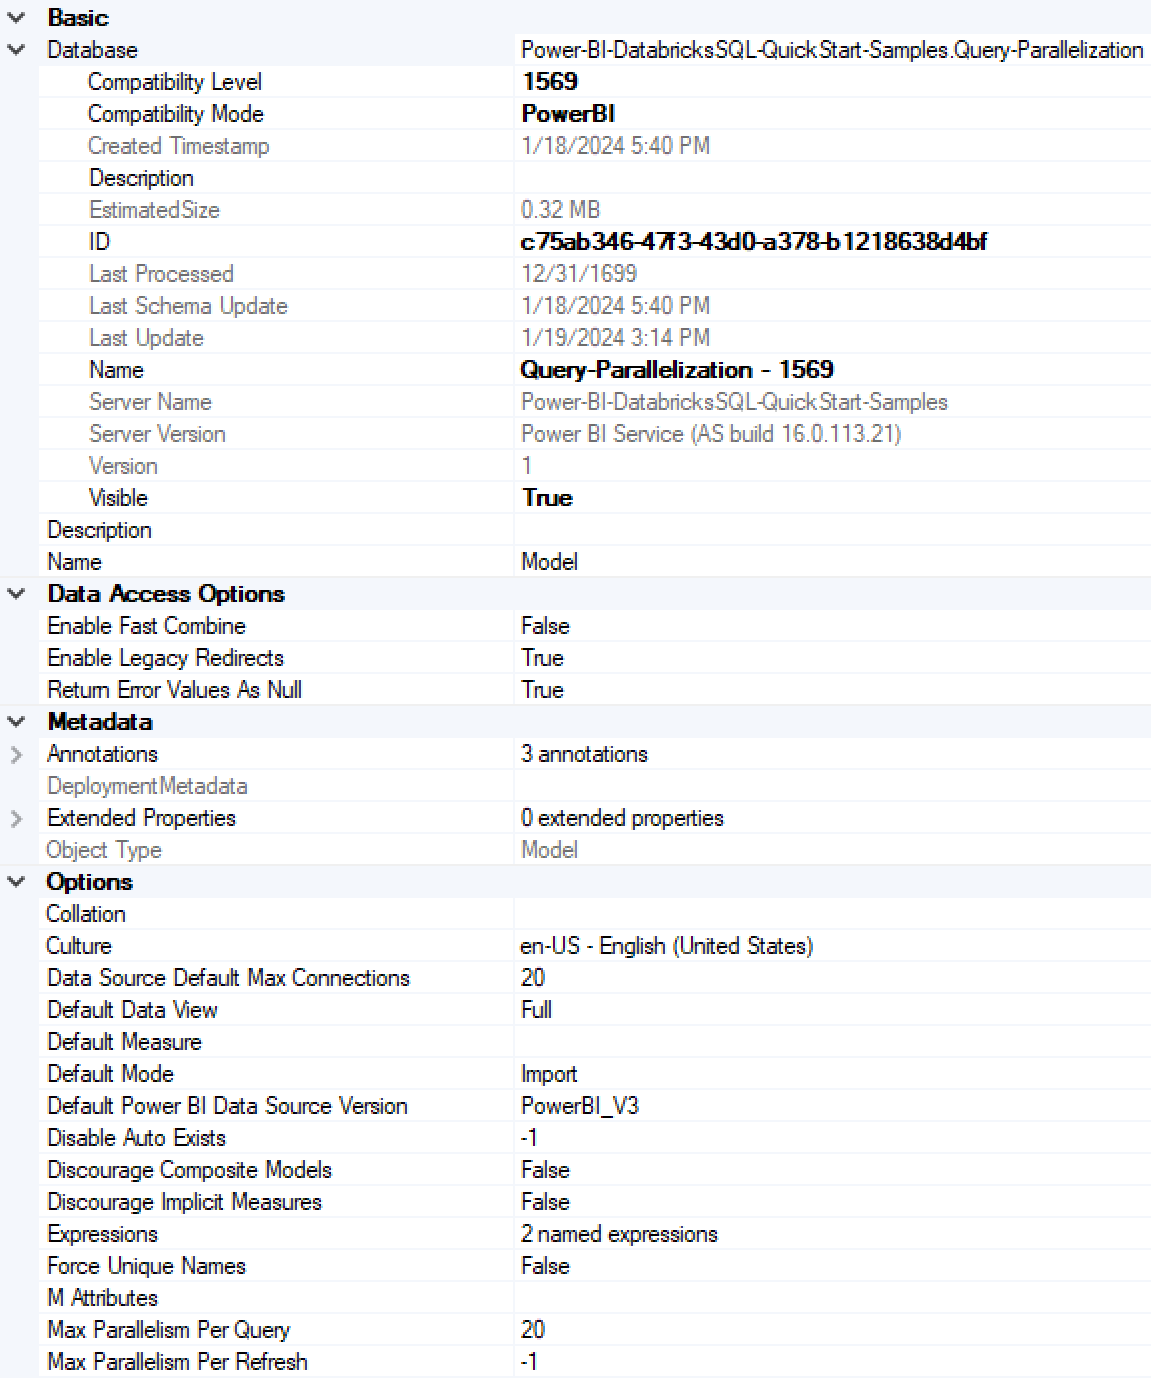 Basic
Database Power-BI-DatabricksSQL-QuickStart-Samples.Query-Parallelization
Compatibility Level 1569
Compatibility Mode PowerBI
Created Timestamp 1/18/2024 5:40 PM
Description
EstimatedSize 0.32 MB
ID c75ab346-47f3-43d0-a378-b1218638d4bf
Last Processed 12/31/1699
Last Schema Update 1/18/2024 5:40 PM
Last Update 1/19/2024 3:14 PM
Name Query-Parallelization - 1569
Server Name Power-BI-DatabricksSQL-QuickStart-Samples
Server Version Power BI Service (AS build 16.0.113.21)
Version 1
Visible True
Description
Name Model
Data Access Options
Enable Fast Combine False
Enable Legacy Redirects True
Return Error Values As Null True
Metadata
Annotations 3 annotations
DeploymentMetadata
Extended Properties 0 extended properties
Object Type Model
Options
Collation
Culture en-US - English (United States)
Data Source Default Max Connections 20
Default Data View Full
Default Measure
Default Mode Import
Default Power BI Data Source Version PowerBI_V3
Disable Auto Exists -1
Discourage Composite Models False
Discourage Implicit Measures False
Expressions 2 named expressions
Force Unique Names False
M Attributes
Max Parallelism Per Query 20
Max Parallelism Per Refresh -1